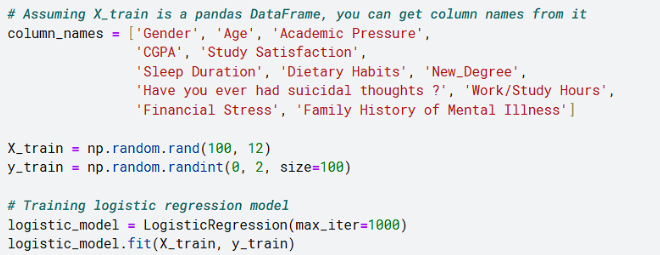 # Assuming X_train is a pandas DataFrame, you can get column names from it
column_names = ['Gender', 'Age', 'Academic Pressure',
                'CGPA', 'Study Satisfaction',
                'Sleep Duration', 'Dietary Habits', 'New_Degree',
                'Have you ever had suicidal thoughts ?', 'Work/Study Hours',
                'Financial Stress', 'Family History of Mental Illness']
X_train = np.random.rand(100, 12)
y_train = np.random.randint(0, 2, size=100)
# Training logistic regression model
logistic_model = LogisticRegression(max_iter=1000)
logistic_model.fit(X_train, y_train)